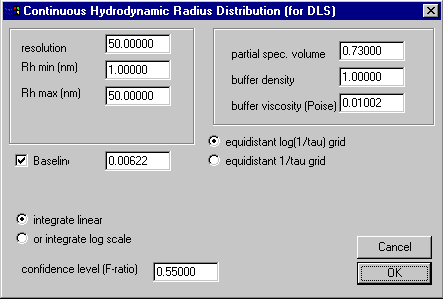 Continuous Hydrodynamic Radius Distribution (for DLS)
resolution 50.00000
Rh min (nm) 1.00000
Rh max (nm) 50.00000
partial spec. volume 0.73000
buffer density 1.00000
buffer viscosity (Poise) 0.01002
Baseline 0.00622
equidistant log(1/tau) grid
equidistant 1/tau grid
integrate linear
or integrate log scale
confidence level (F-ratio) 0.55000
Cancel
OK